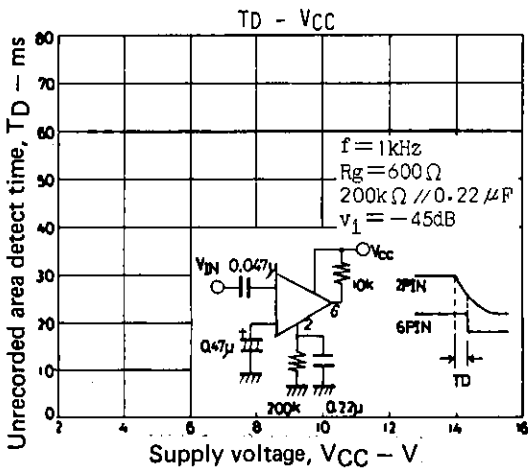 TD - VCC
Unrecorded area detect time, TD — ms
80
70
60
50
40
30
20
10
0
f=1kHz
Rg=600Ω
200kΩ//0.22μF
vi=-45dB
VCC
VIN
0.047μ
10k
6
2
0.47μ
+
200k
0.22μ
2PIN
6PIN
TD
2
4
6
8
10
12
14
16
Supply voltage, VCC — V